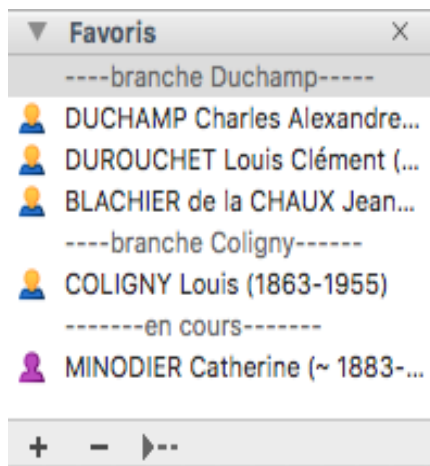 Favoris
----branche Duchamp-----
DUCHAMP Charles Alexandre...
DUROUCHET Louis Clément (...
BLACHIER de la CHAUX Jean...
----branche Coligny------
COLIGNY Louis (1863-1955)
-------en cours-------
MINODIER Catherine (~ 1883-...